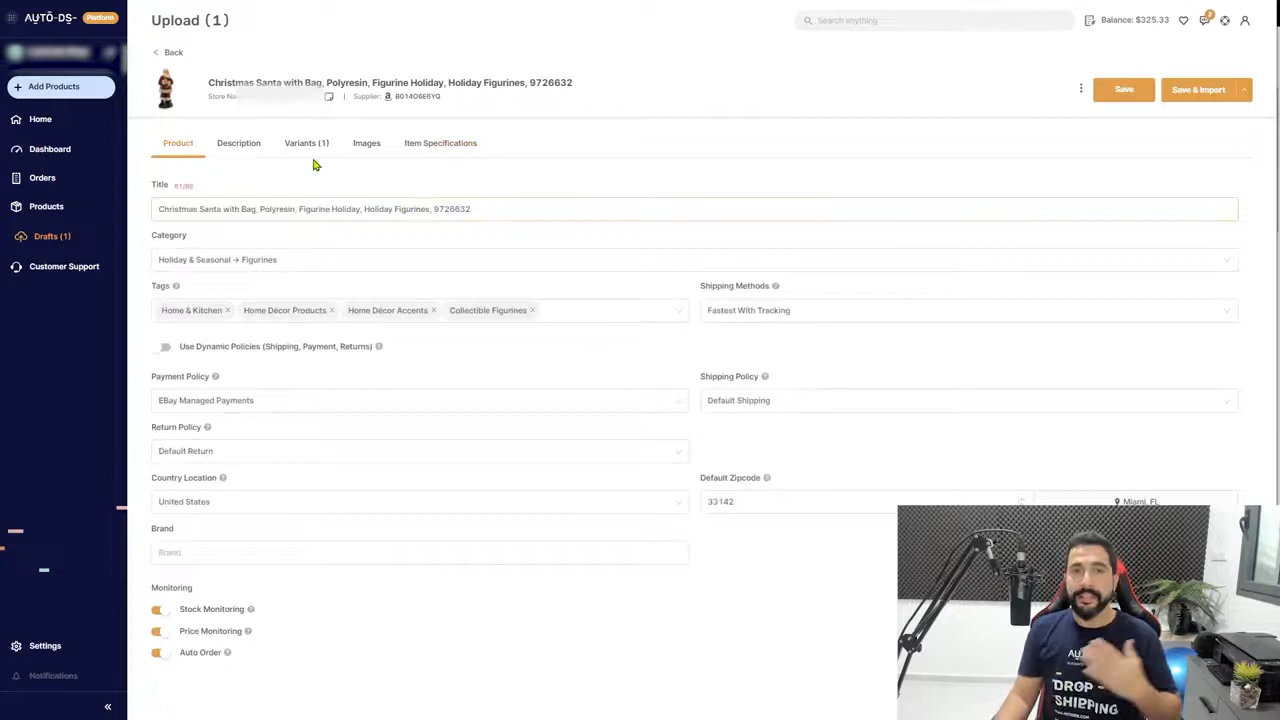 AUTO-DS- Platform
Upload (1)
Search anything
Balance: $325.33
2
Back
Christmas Santa with Bag, Polyresin, Figurine Holiday, Holiday Figurines, 9726632
Supplier: B014O6E6YQ
Save
Save & Import
Add Products
Home
Dashboard
Orders
Products
Drafts (1)
Customer Support
Settings
Notifications
Product
Description
Variants (1)
Images
Item Specifications
Title 81/80
Christmas Santa with Bag, Polyresin, Figurine Holiday, Holiday Figurines, 9726632
Category
Holiday & Seasonal → Figurines
Tags
Home & Kitchen × Home Décor Products × Home Décor Accents × Collectible Figurines ×
Shipping Methods
Fastest With Tracking
Use Dynamic Policies (Shipping, Payment, Returns)
Payment Policy
EBay Managed Payments
Shipping Policy
Default Shipping
Return Policy
Default Return
Country Location
United States
Default Zipcode
33142
Miami, FL
Brand
Brand
Monitoring
Stock Monitoring
Price Monitoring
Auto Order
DROP
SHIPPING